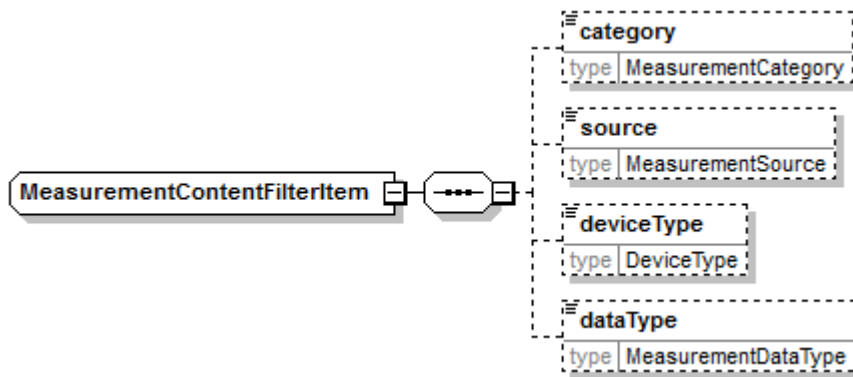 category
type MeasurementCategory
source
type MeasurementSource
MeasurementContentFilterItem
deviceType
type DeviceType
dataType
type MeasurementDataType